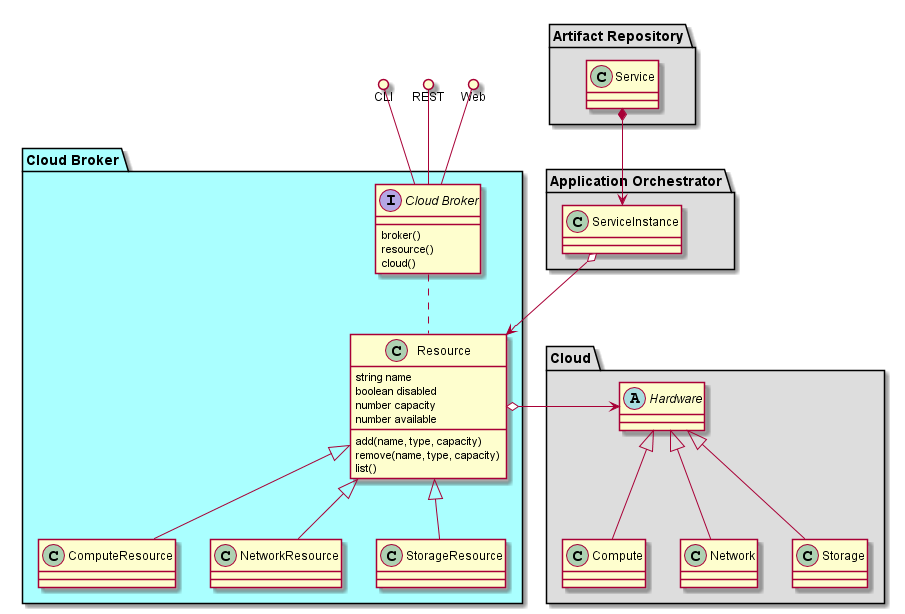 Artifact Repository
C Service
CLI
REST
Web
Cloud Broker
Application Orchestrator
I Cloud Broker
broker()
resource()
cloud()
C ServiceInstance
C Resource
string name
boolean disabled
number capacity
number available
add(name, type, capacity)
remove(name, type, capacity)
list()
Cloud
A Hardware
C ComputeResource
C NetworkResource
C StorageResource
C Compute
C Network
C Storage